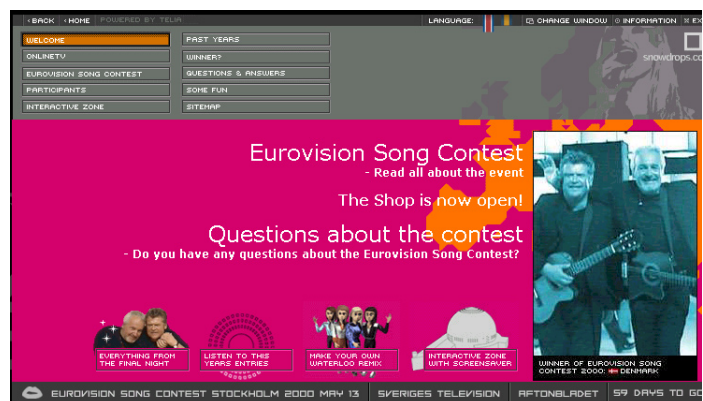 ‹BACK ‹HOME POWERED BY TELIA LANGUAGE: CHANGE WINDOW INFORMATION
WELCOME
ONLINETV
EUROVISION SONG CONTEST
PARTICIPANTS
INTERACTIVE ZONE
PAST YEARS
WINNER?
QUESTIONS & ANSWERS
SOME FUN
SITEMAP
snowdrops.co
Eurovision Song Contest
- Read all about the event
The Shop is now open!
Questions about the contest
- Do you have any questions about the Eurovision Song Contest?
EVERYTHING FROM
THE FINAL NIGHT
LISTEN TO THIS
YEARS ENTRIES
MAKE YOUR OWN
WATERLOO REMIX
INTERACTIVE ZONE
WITH SCREENSAVER
WINNER OF EUROVISION SONG
CONTEST 2000: DENMARK
EUROVISION SONG CONTEST STOCKHOLM 2000 MAY 13 SVERIGES TELEVISION AFTONBLADET 59 DAYS TO GO